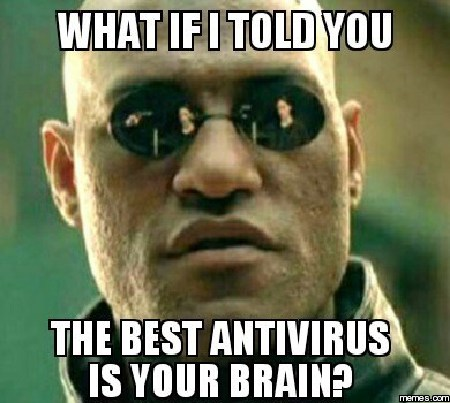 WHAT IF I TOLD YOU
THE BEST ANTIVIRUS
IS YOUR BRAIN?
memes.com